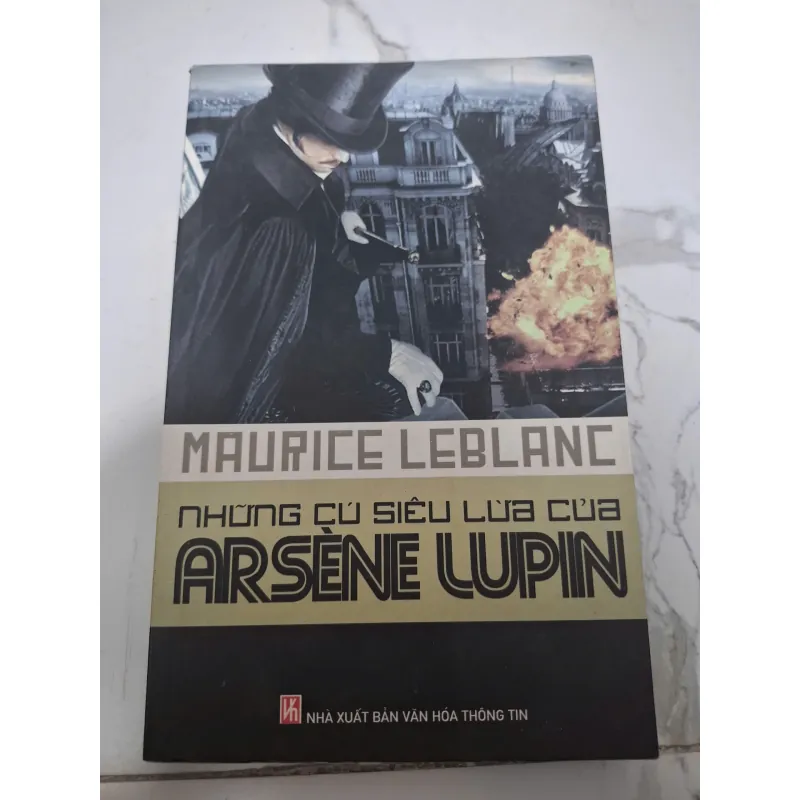 MAURICE LEBLANC
NHỮNG CÚ SIÊU LỪA CỦA
ARSÈNE LUPIN
NHÀ XUẤT BẢN VĂN HÓA THÔNG TIN